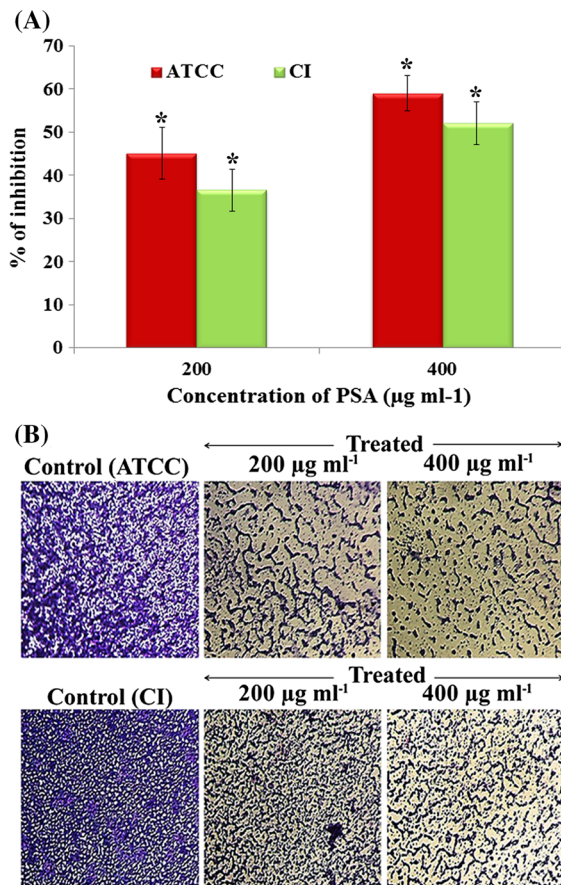 (A)
70
60
50
40
30
20
10
0
% of inhibition
ATCC CI
* * * *
200 400
Concentration of PSA (µg ml-1)
(B)
Treated
Control (ATCC) 200 µg ml⁻¹ 400 µg ml⁻¹
Treated
Control (CI) 200 µg ml⁻¹ 400 µg ml⁻¹